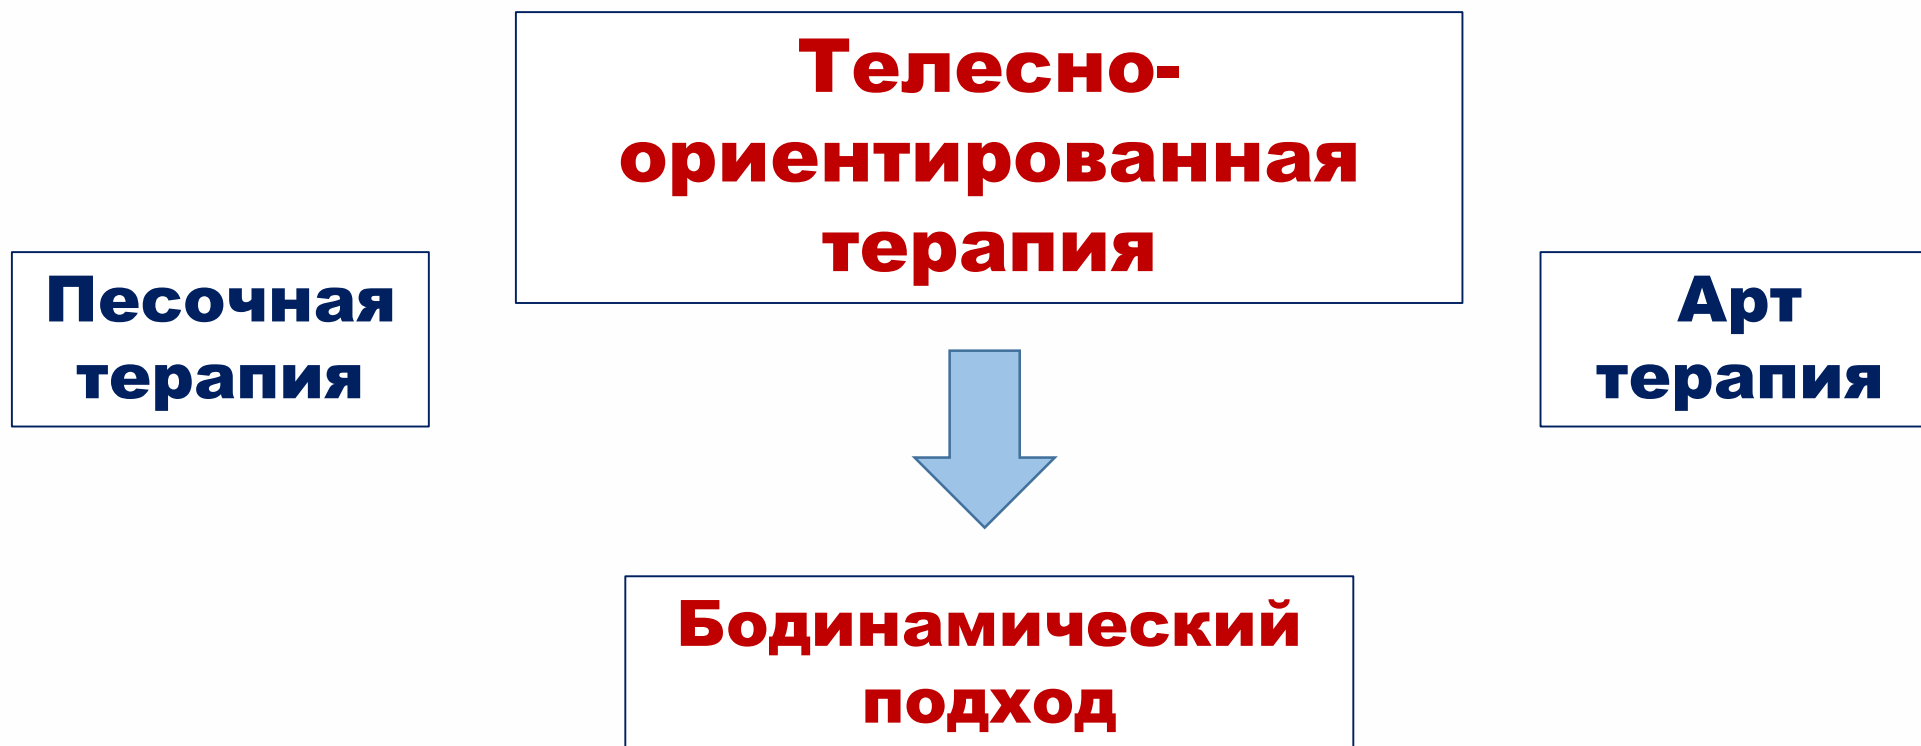 Телесно-
ориентированная
терапия
Песочная
терапия
Арт
терапия
Бодинамический
подход